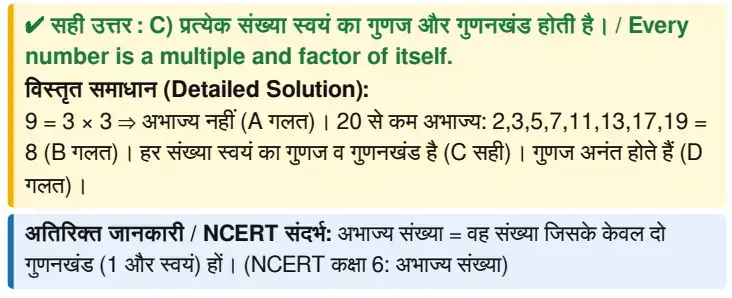 ✔ सही उत्तर : C) प्रत्येक संख्या स्वयं का गुणज और गुणनखंड होती है। / Every
number is a multiple and factor of itself.
विस्तृत समाधान (Detailed Solution):
9 = 3 × 3 ⇒ अभाज्य नहीं (A गलत)। 20 से कम अभाज्य: 2,3,5,7,11,13,17,19 =
8 (B गलत)। हर संख्या स्वयं का गुणज व गुणनखंड है (C सही)। गुणज अनंत होते हैं (D
गलत)।
अतिरिक्त जानकारी / NCERT संदर्भ: अभाज्य संख्या = वह संख्या जिसके केवल दो
गुणनखंड (1 और स्वयं) हों। (NCERT कक्षा 6: अभाज्य संख्या)